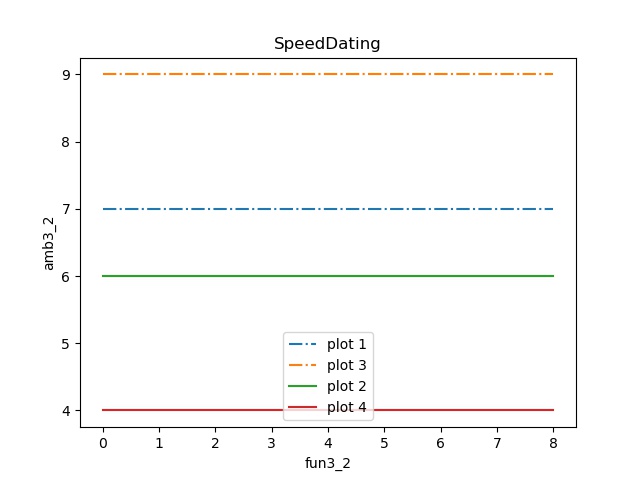 SpeedDating
9
8
7
6
5
4
amb3_2
plot 1
plot 3
plot 2
plot 4
0 1 2 3 4 5 6 7 8
fun3_2